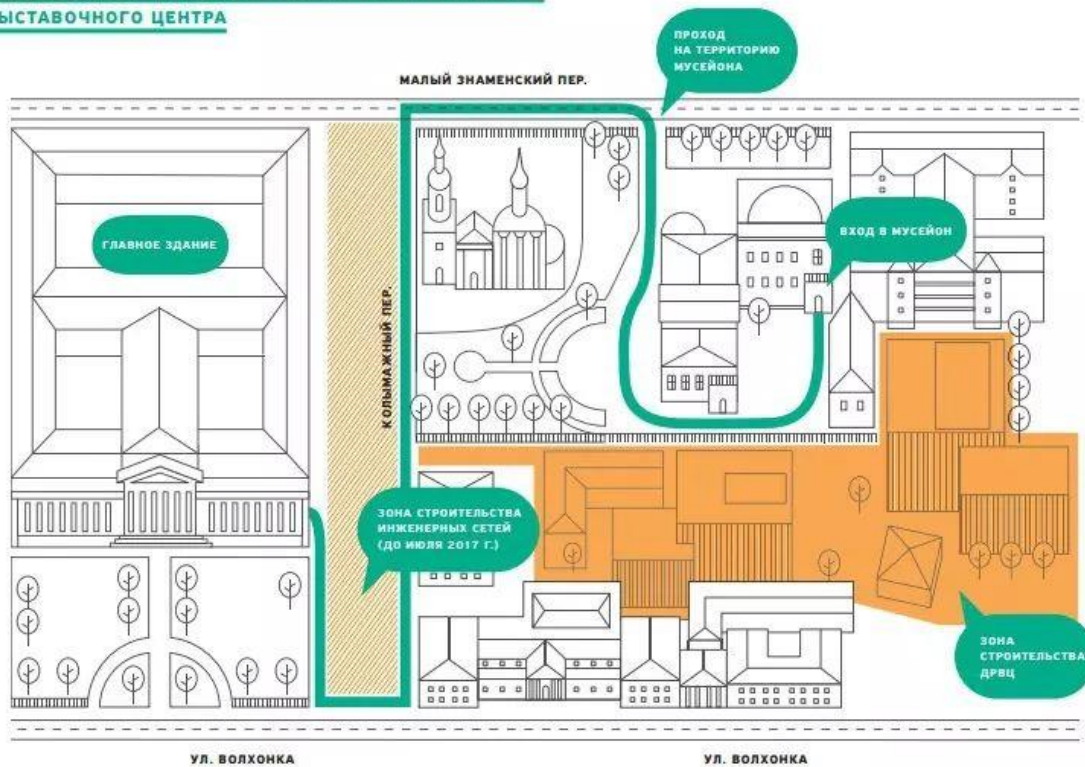 ВЫСТАВОЧНОГО ЦЕНТРА
ПРОХОД
НА ТЕРРИТОРИЮ
МУСЕЙОНА
МАЛЫЙ ЗНАМЕНСКИЙ ПЕР.
ГЛАВНОЕ ЗДАНИЕ
ВХОД В МУСЕЙОН
КОЛЫМАЖНЫЙ ПЕР.
ЗОНА СТРОИТЕЛЬСТВА
ИНЖЕНЕРНЫХ СЕТЕЙ
(ДО ИЮЛЯ 2017 Г.)
ЗОНА
СТРОИТЕЛЬСТВА
ДРВЦ
УЛ. ВОЛХОНКА
УЛ. ВОЛХОНКА